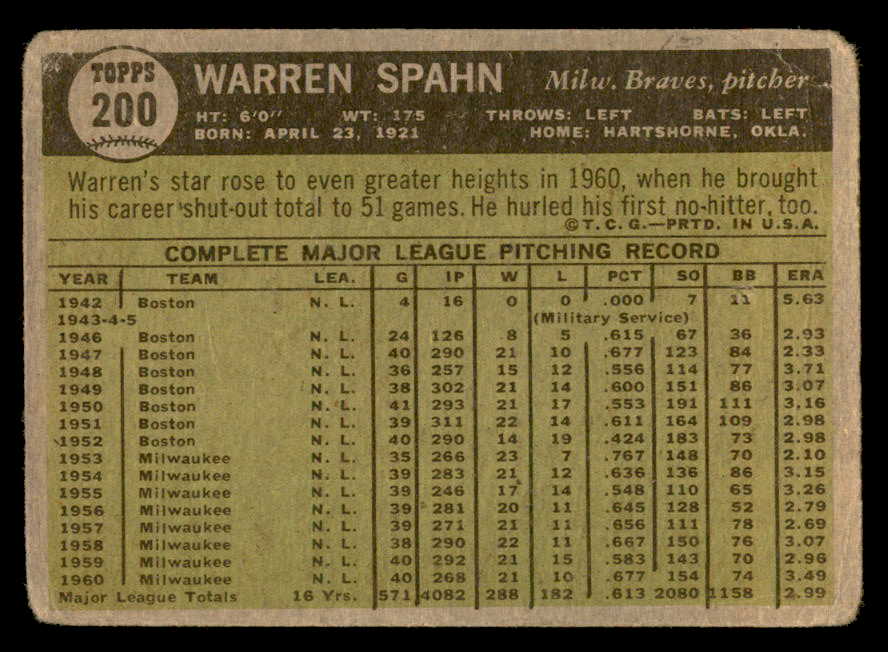 TOPPS
200
WARREN SPAHN Milw. Braves, pitcher
HT: 6'0" WT: 175 THROWS: LEFT BATS: LEFT
BORN: APRIL 23, 1921 HOME: HARTSHORNE, OKLA.
Warren's star rose to even greater heights in 1960, when he brought
his career shut-out total to 51 games. He hurled his first no-hitter, too.
©T.C.G.—PRTD. IN U.S.A.
COMPLETE MAJOR LEAGUE PITCHING RECORD
YEAR TEAM LEA. G IP W L PCT SO BB ERA
1942 Boston N. L. 4 16 0 0 .000 7 11 5.63
1943-4-5 (Military Service)
1946 Boston N. L. 24 126 8 5 .615 67 36 2.93
1947 Boston N. L. 40 290 21 10 .677 123 84 2.33
1948 Boston N. L. 36 257 15 12 .556 114 77 3.71
1949 Boston N. L. 38 302 21 14 .600 151 86 3.07
1950 Boston N. L. 41 293 21 17 .553 191 111 3.16
1951 Boston N. L. 39 311 22 14 .611 164 109 2.98
1952 Boston N. L. 40 290 14 19 .424 183 73 2.98
1953 Milwaukee N. L. 35 266 23 7 .767 148 70 2.10
1954 Milwaukee N. L. 39 283 21 12 .636 136 86 3.15
1955 Milwaukee N. L. 39 246 17 14 .548 110 65 3.26
1956 Milwaukee N. L. 39 281 20 11 .645 128 52 2.79
1957 Milwaukee N. L. 39 271 21 11 .656 111 78 2.69
1958 Milwaukee N. L. 38 290 22 11 .667 150 76 3.07
1959 Milwaukee N. L. 40 292 21 15 .583 143 70 2.96
1960 Milwaukee N. L. 40 268 21 10 .677 154 74 3.49
Major League Totals 16 Yrs. 571 4082 288 182 .613 2080 1158 2.99